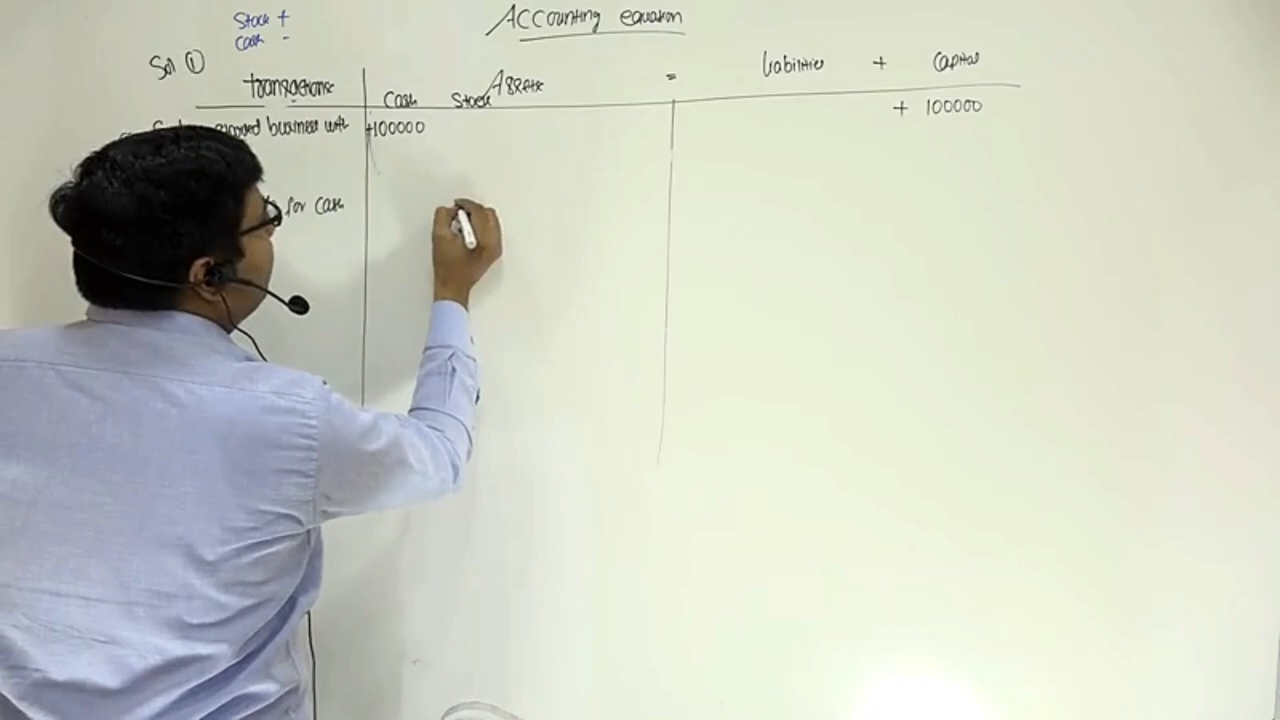 Stock +
Cash -
Accounting equation
Sol ①
transactions
Assets
=
Liabilities + Capital
Cash Stock
business with +100000
+ 100000
for cash